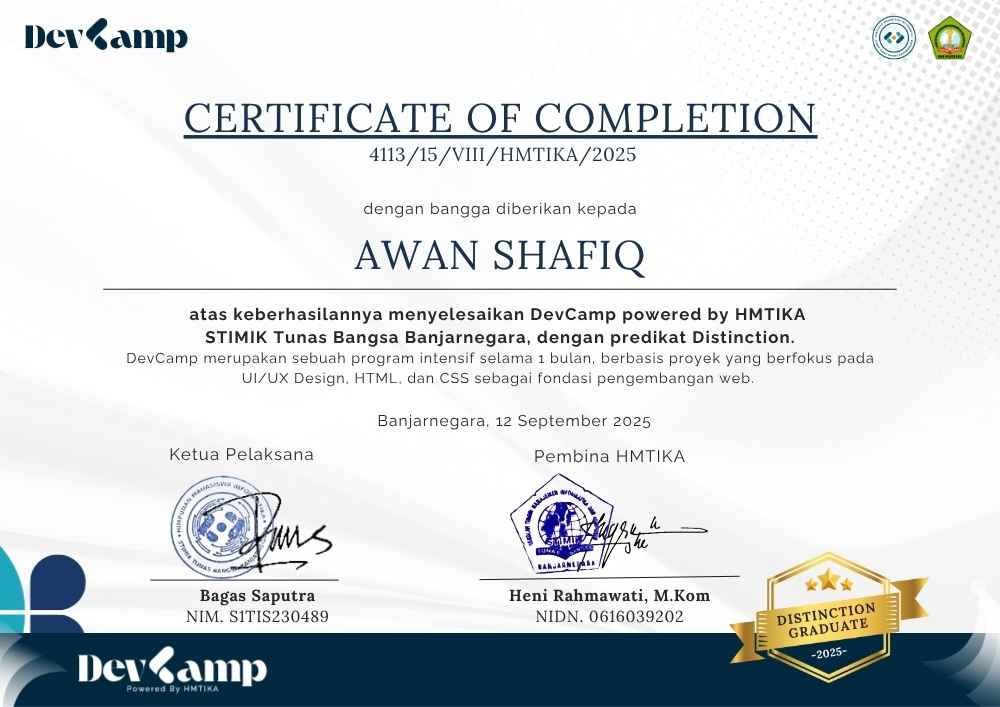 DevCamp
CERTIFICATE OF COMPLETION
4113/15/VIII/HMTIKA/2025
dengan bangga diberikan kepada
AWAN SHAFIQ
atas keberhasilannya menyelesaikan DevCamp powered by HMTIKA
STIMIK Tunas Bangsa Banjarnegara, dengan predikat Distinction.
DevCamp merupakan sebuah program intensif selama 1 bulan, berbasis proyek yang berfokus pada
UI/UX Design, HTML, dan CSS sebagai fondasi pengembangan web.
Banjarnegara, 12 September 2025
Ketua Pelaksana
Pembina HMTIKA
STIMIK
TUNAS BANGSA
BANJARNEGARA
Bagas Saputra
NIM. S1TIS230489
Heni Rahmawati, M.Kom
NIDN. 0616039202
DISTINCTION
GRADUATE
-2025-
DevCamp
Powered By HMTIKA